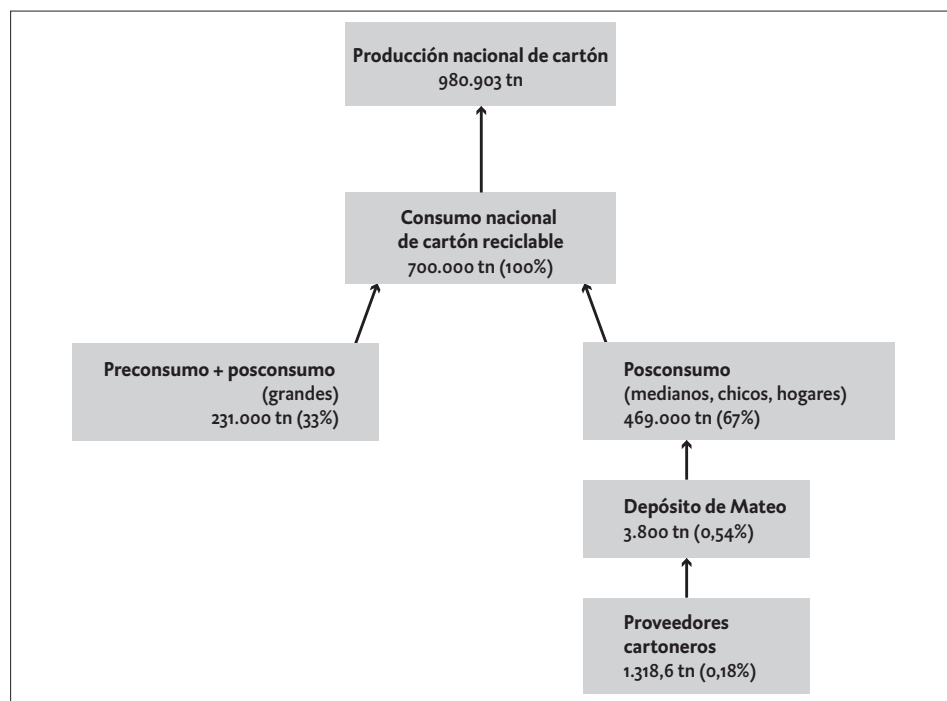 Producción nacional de cartón
980.903 tn
Consumo nacional
de cartón reciclable
700.000 tn (100%)
Preconsumo + posconsumo
(grandes)
231.000 tn (33%)
Posconsumo
(medianos, chicos, hogares)
469.000 tn (67%)
Depósito de Mateo
3.800 tn (0,54%)
Proveedores
cartoneros
1.318,6 tn (0,18%)